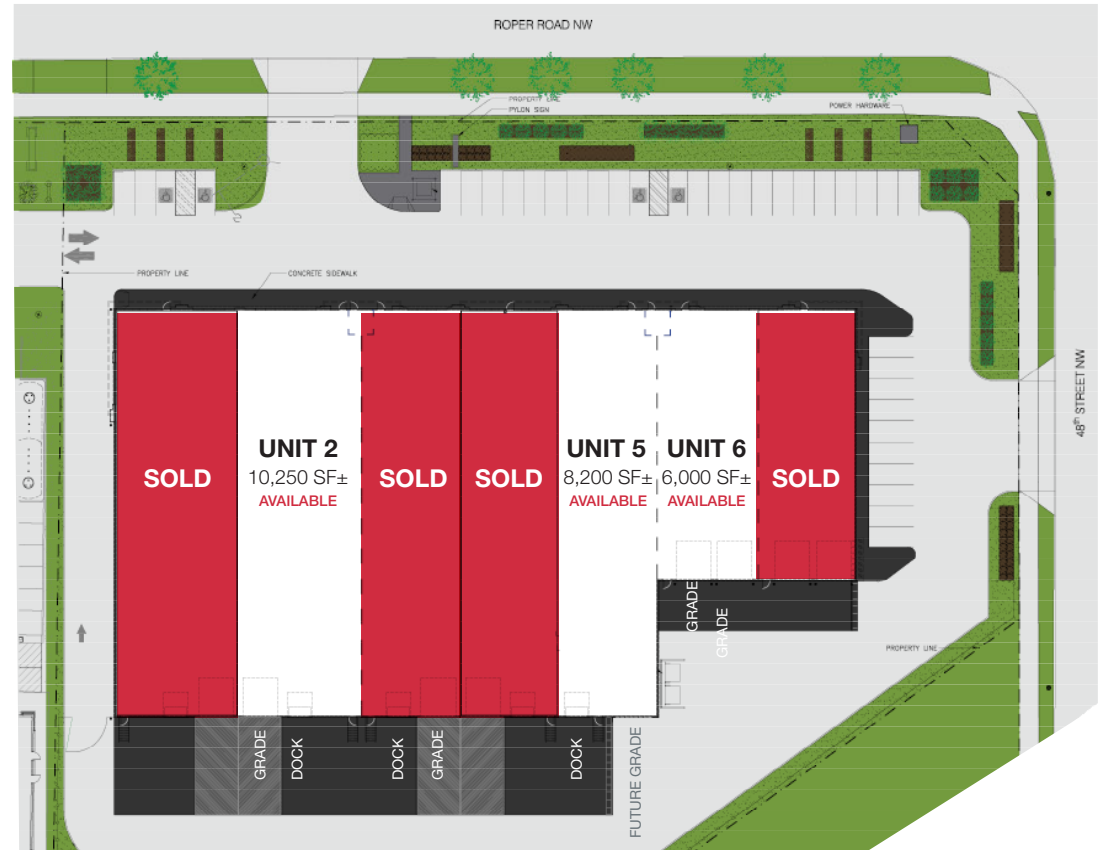 ROPER ROAD NW
PROPERTY LINE
PYLON SIGN
POWER HARDWARE
PROPERTY LINE
CONCRETE SIDEWALK
48th STREET NW
SOLD
UNIT 2
10,250 SF±
AVAILABLE
SOLD
SOLD
UNIT 5
8,200 SF±
AVAILABLE
UNIT 6
6,000 SF±
AVAILABLE
SOLD
GRADE
GRADE
PROPERTY LINE
GRADE
DOCK
DOCK
GRADE
DOCK
FUTURE GRADE